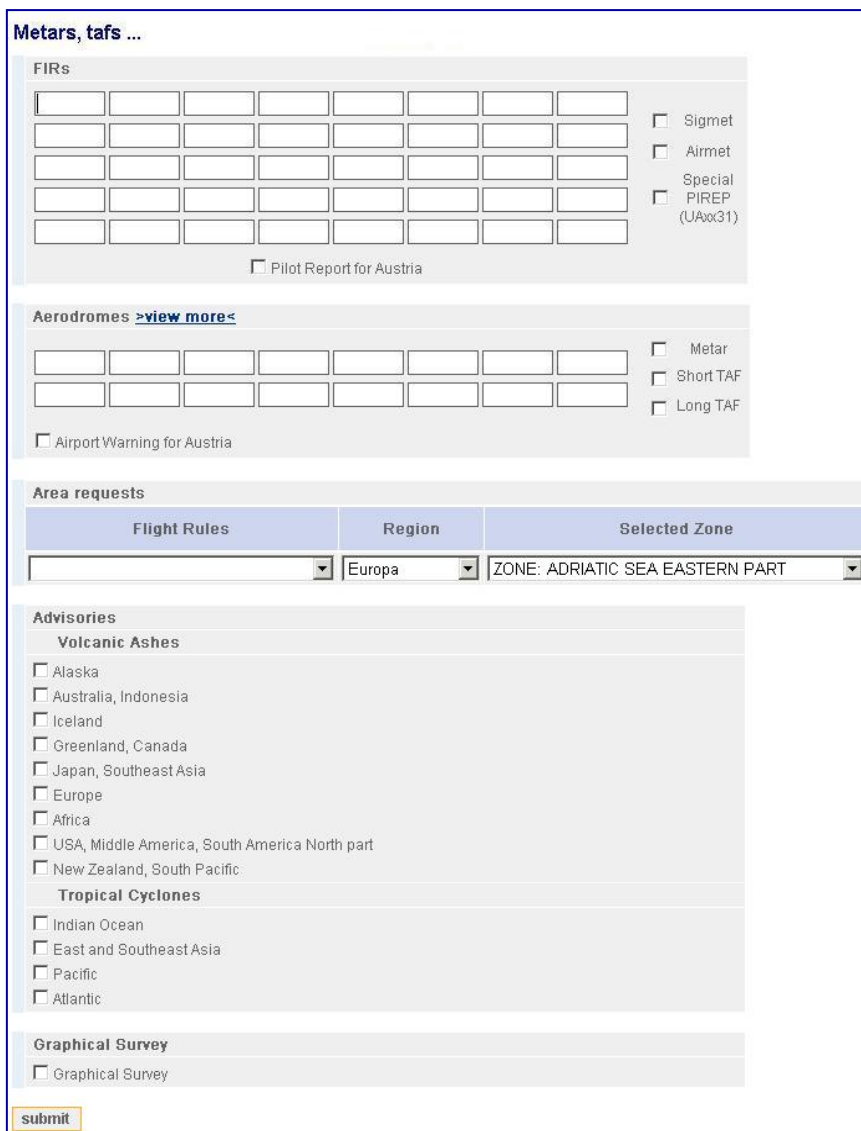 Metars, tafs ...
FIRs
Sigmet
Airmet
Special
PIREP
(UAxx31)
Pilot Report for Austria
Aerodromes >view more<
Metar
Short TAF
Long TAF
Airport Warning for Austria
Area requests
Flight Rules Region Selected Zone
Europa ZONE: ADRIATIC SEA EASTERN PART
Advisories
Volcanic Ashes
Alaska
Australia, Indonesia
Iceland
Greenland, Canada
Japan, Southeast Asia
Europe
Africa
USA, Middle America, South America North part
New Zealand, South Pacific
Tropical Cyclones
Indian Ocean
East and Southeast Asia
Pacific
Atlantic
Graphical Survey
Graphical Survey
submit